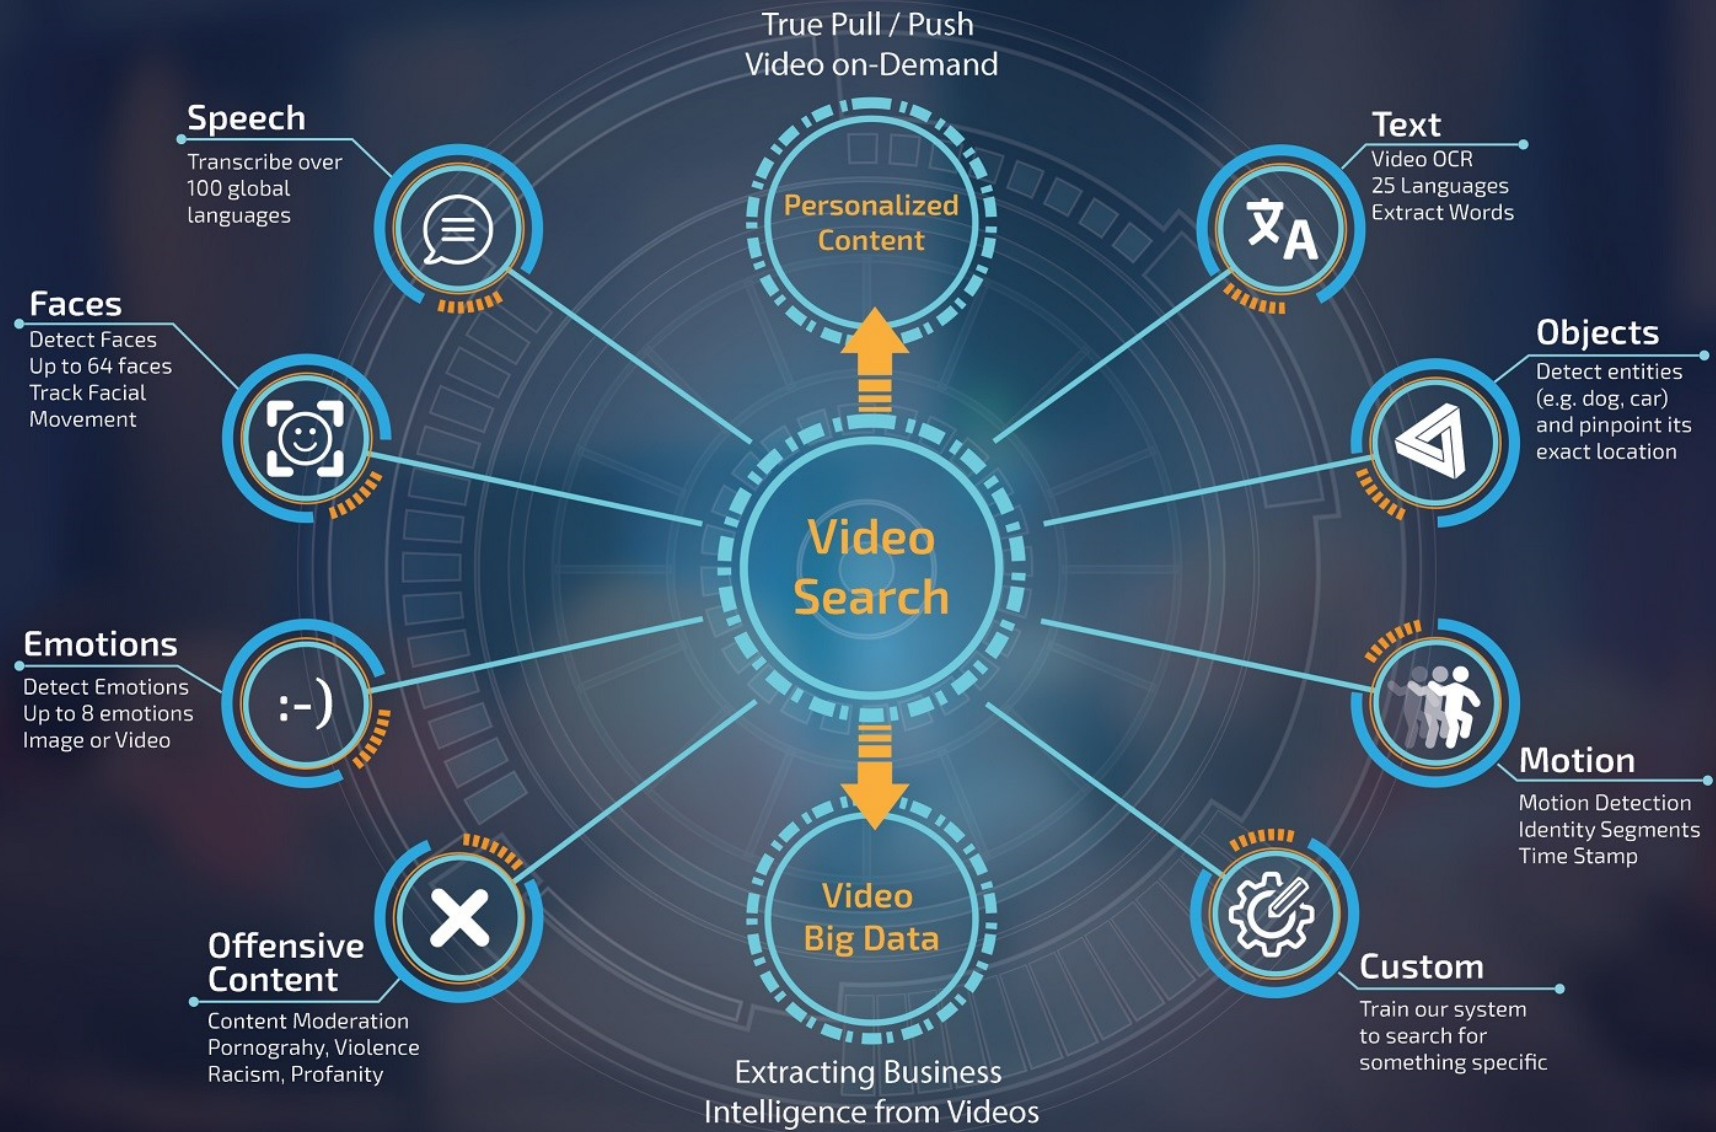 True Pull / Push
Video on-Demand
Personalized
Content
Speech
Transcribe over
100 global
languages
Text
Video OCR
25 Languages
Extract Words
文A
Faces
Detect Faces
Up to 64 faces
Track Facial
Movement
Objects
Detect entities
(e.g. dog, car)
and pinpoint its
exact location
Video
Search
Emotions
Detect Emotions
Up to 8 emotions
Image or Video
:-)
Motion
Motion Detection
Identity Segments
Time Stamp
Offensive
Content
Content Moderation
Pornograhy, Violence
Racism, Profanity
Video
Big Data
Custom
Train our system
to search for
something specific
Extracting Business
Intelligence from Videos